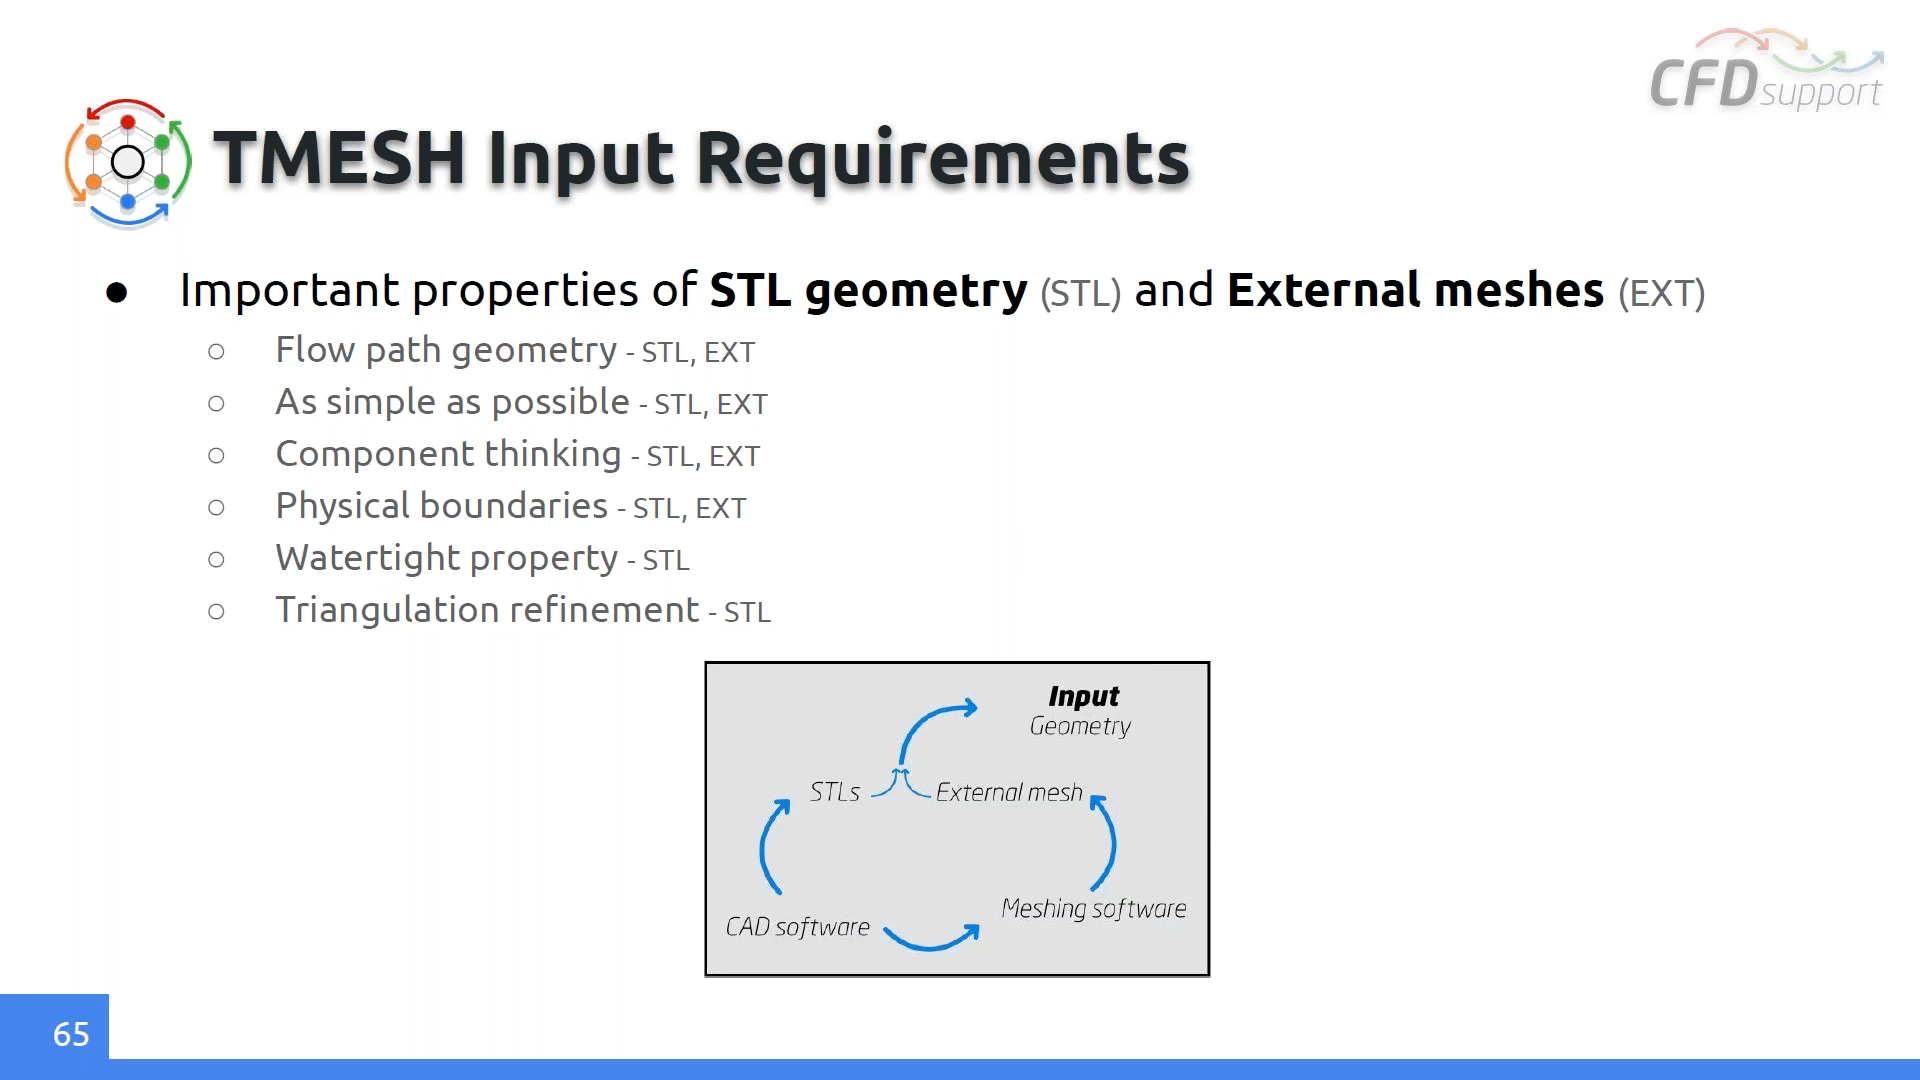 CFDsupport
TMESH Input Requirements
● Important properties of STL geometry (STL) and External meshes (EXT)
○ Flow path geometry - STL, EXT
○ As simple as possible - STL, EXT
○ Component thinking - STL, EXT
○ Physical boundaries - STL, EXT
○ Watertight property - STL
○ Triangulation refinement - STL
Input
Geometry
STLs
External mesh
CAD software
Meshing software
65